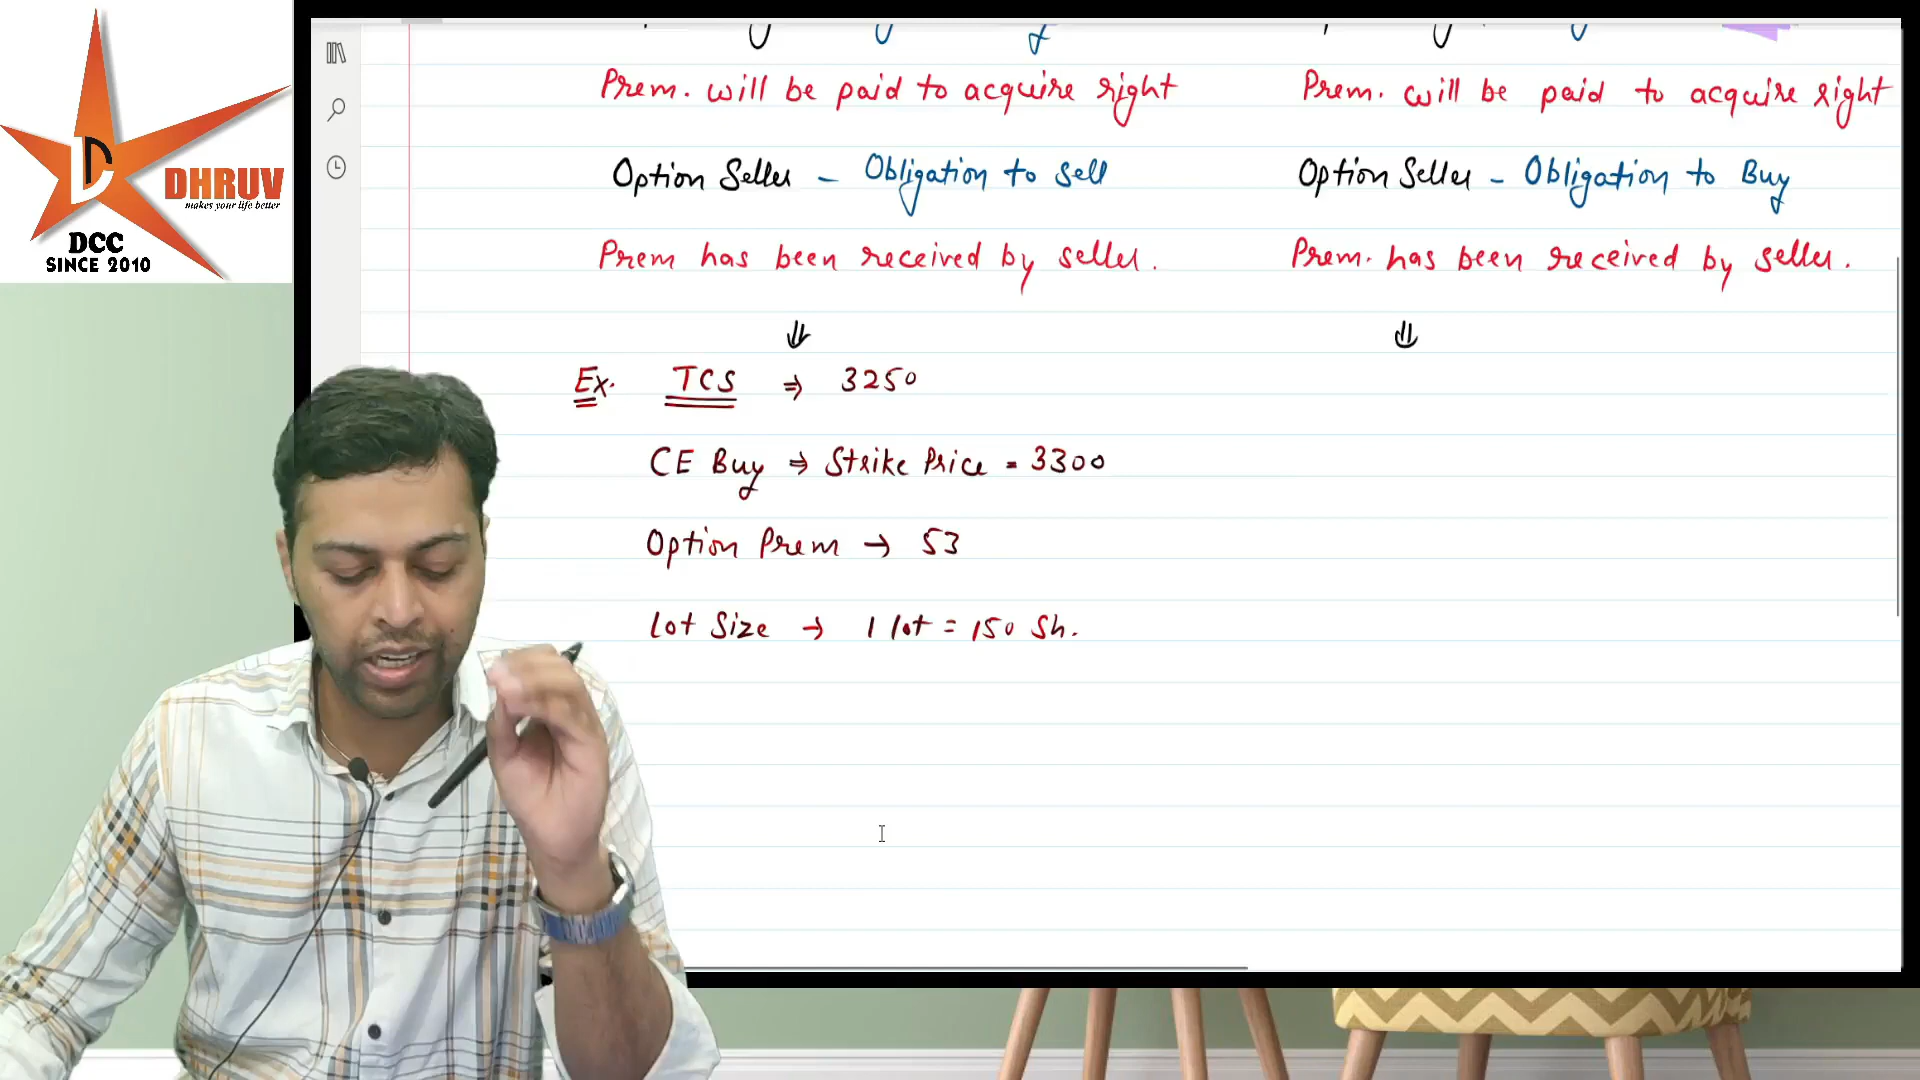 DC
DHRUV
makes your life better
DCC
SINCE 2010
Prem. will be paid to acquire right
Option Seller - Obligation to Sell
Prem has been received by seller.
Ex. TCS ⇒ 3250
CE Buy ⇒ Strike Price = 3300
Option Prem → 53
Lot Size → 1 lot = 150 Sh.
Prem. will be paid to acquire right
Option Seller - Obligation to Buy
Prem. has been received by seller.